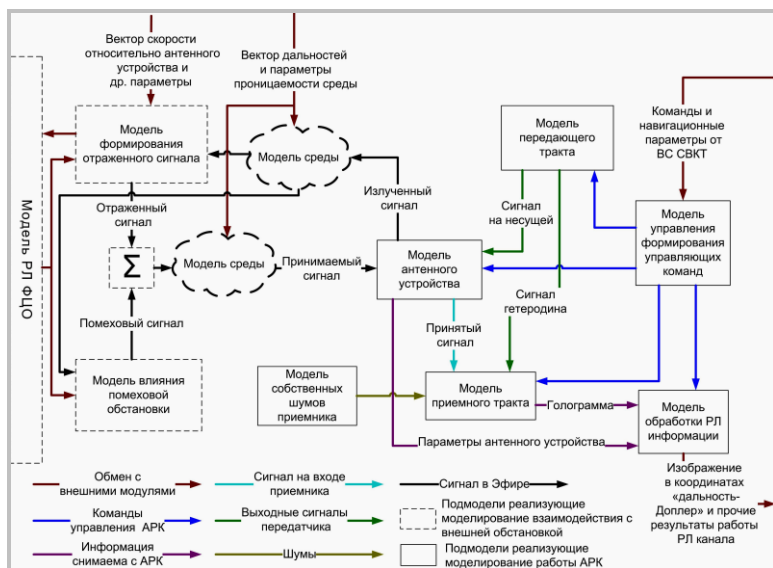 Вектор скорости
относительно антенного
устройства и
др. параметры
Вектор дальностей
и параметры
проницаемости среды
Модель РЛ ФЦО
Модель
формирования
отраженного сигнала
Модель среды
Модель
передающего
тракта
Команды и
навигационные
параметры от
ВС СВКТ
Излученный
сигнал
Сигнал
на несущей
Отраженный
сигнал
Σ
Модель среды
Принимаемый
сигнал
Модель
антенного
устройства
Модель
управления
формирования
управляющих
команд
Сигнал
гетеродина
Помеховый сигнал
Принятый
сигнал
Модель влияния
помеховой
обстановки
Модель
собственных
шумов
приемника
Модель
приемного тракта
Голограмма
Модель
обработки РЛ
информации
Параметры антенного устройства
Изображение
в координатах
«дальность-
Доплер» и прочие
результаты работы
РЛ канала
Обмен с
внешними модулями
Сигнал на входе
приемника
Сигнал в Эфире
Команды
управления АРК
Выходные сигналы
передатчика
Подмодели реализующие
моделирование взаимодействия с
внешней обстановкой
Информация
снимаема с АРК
Шумы
Подмодели реализующие
моделирование работы АРК